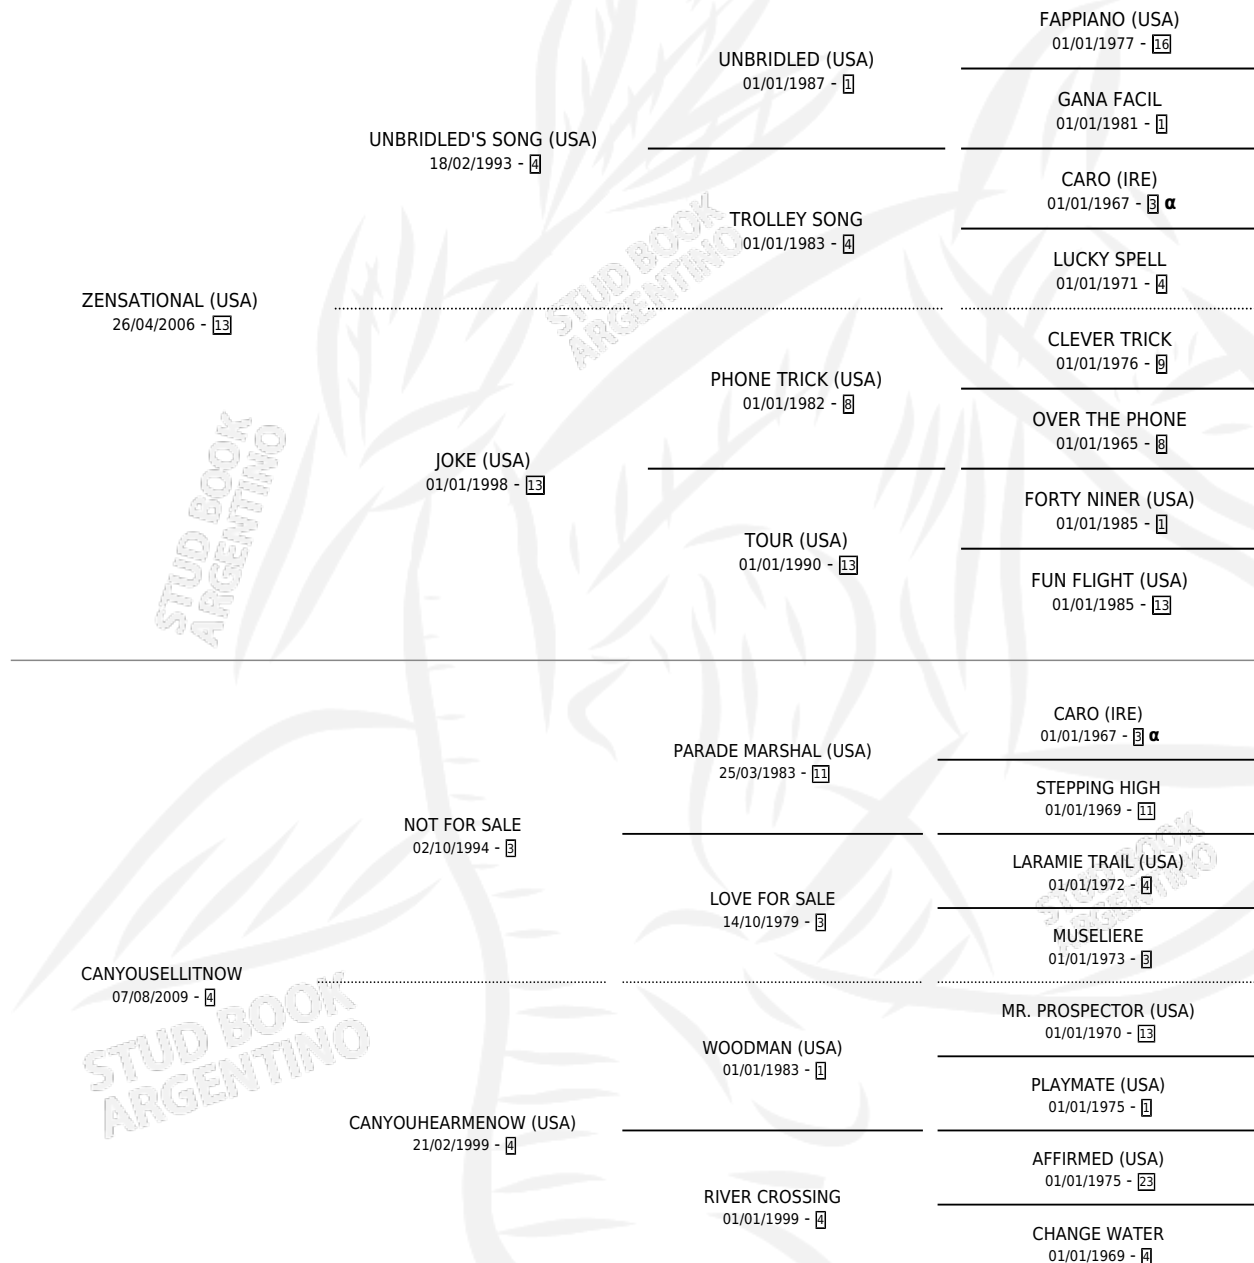 FAPPIANO (USA)
01/01/1977 - 16
UNBRIDLED (USA)
01/01/1987 - 1
GANA FACIL
01/01/1981 - 1
UNBRIDLED'S SONG (USA)
18/02/1993 - 4
CARO (IRE)
01/01/1967 - 3 α
TROLLEY SONG
01/01/1983 - 4
LUCKY SPELL
01/01/1971 - 4
STUD BOOK
ARGENTINO
ZENSATIONAL (USA)
26/04/2006 - 13
CLEVER TRICK
01/01/1976 - 9
PHONE TRICK (USA)
01/01/1982 - 8
OVER THE PHONE
01/01/1965 - 8
STUD BOOK
ARGENTINO
JOKE (USA)
01/01/1998 - 13
FORTY NINER (USA)
01/01/1985 - 1
TOUR (USA)
01/01/1990 - 13
FUN FLIGHT (USA)
01/01/1985 - 13
CARO (IRE)
01/01/1967 - 3 α
PARADE MARSHAL (USA)
25/03/1983 - 11
STEPPING HIGH
01/01/1969 - 11
NOT FOR SALE
02/10/1994 - 3
LARAMIE TRAIL (USA)
01/01/1972 - 4
STUD BOOK
ARGENTINO
LOVE FOR SALE
14/10/1979 - 3
MUSELIERE
01/01/1973 - 3
CANYOUSELLITNOW
07/08/2009 - 4
STUD BOOK
ARGENTINO
MR. PROSPECTOR (USA)
01/01/1970 - 13
WOODMAN (USA)
01/01/1983 - 1
PLAYMATE (USA)
01/01/1975 - 1
CANYOUHEARMENOW (USA)
21/02/1999 - 4
AFFIRMED (USA)
01/01/1975 - 23
RIVER CROSSING
01/01/1999 - 4
CHANGE WATER
01/01/1969 - 4